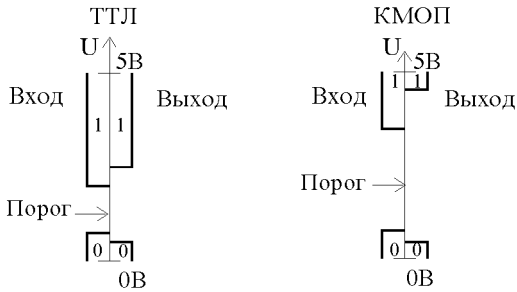 ТТЛ
U
5В
Вход
Выход
1 1
Порог
0 0
0В
КМОП
U
5В
1 1
Вход
Выход
Порог
0 0
0В